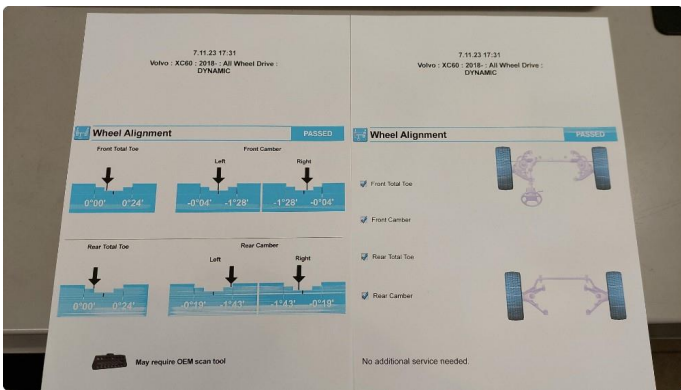 7.11.23 17:31
Volvo : XC60 : 2018- : All Wheel Drive :
DYNAMIC
Wheel Alignment
PASSED
Front Total Toe
Front Camber
Left
Right
0°00' 0°24'
-0°04' -1°28'
-1°28' -0°04'
Rear Total Toe
Rear Camber
Left
Right
0°00' 0°24'
-0°19' -1°43'
-1°43' -0°19'
May require OEM scan tool
7.11.23 17:31
Volvo : XC60 : 2018- : All Wheel Drive :
DYNAMIC
Wheel Alignment
PASSED
Front Total Toe
Front Camber
Rear Total Toe
Rear Camber
No additional service needed.